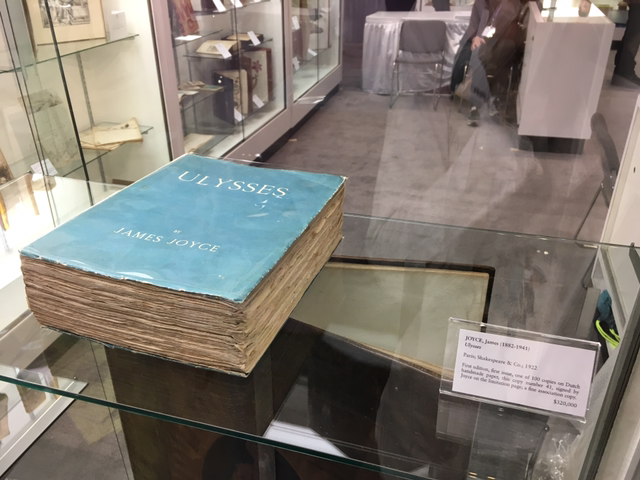 ULYSSES
BY
JAMES JOYCE
JOYCE, James (1882-1941)
Ulysses
Paris, Shakespeare & Co., 1922
First edition, first issue, one of 100 copies on Dutch
handmade paper, this copy number 41, signed by
Joyce on the limitation page, a fine association copy.
$320,000